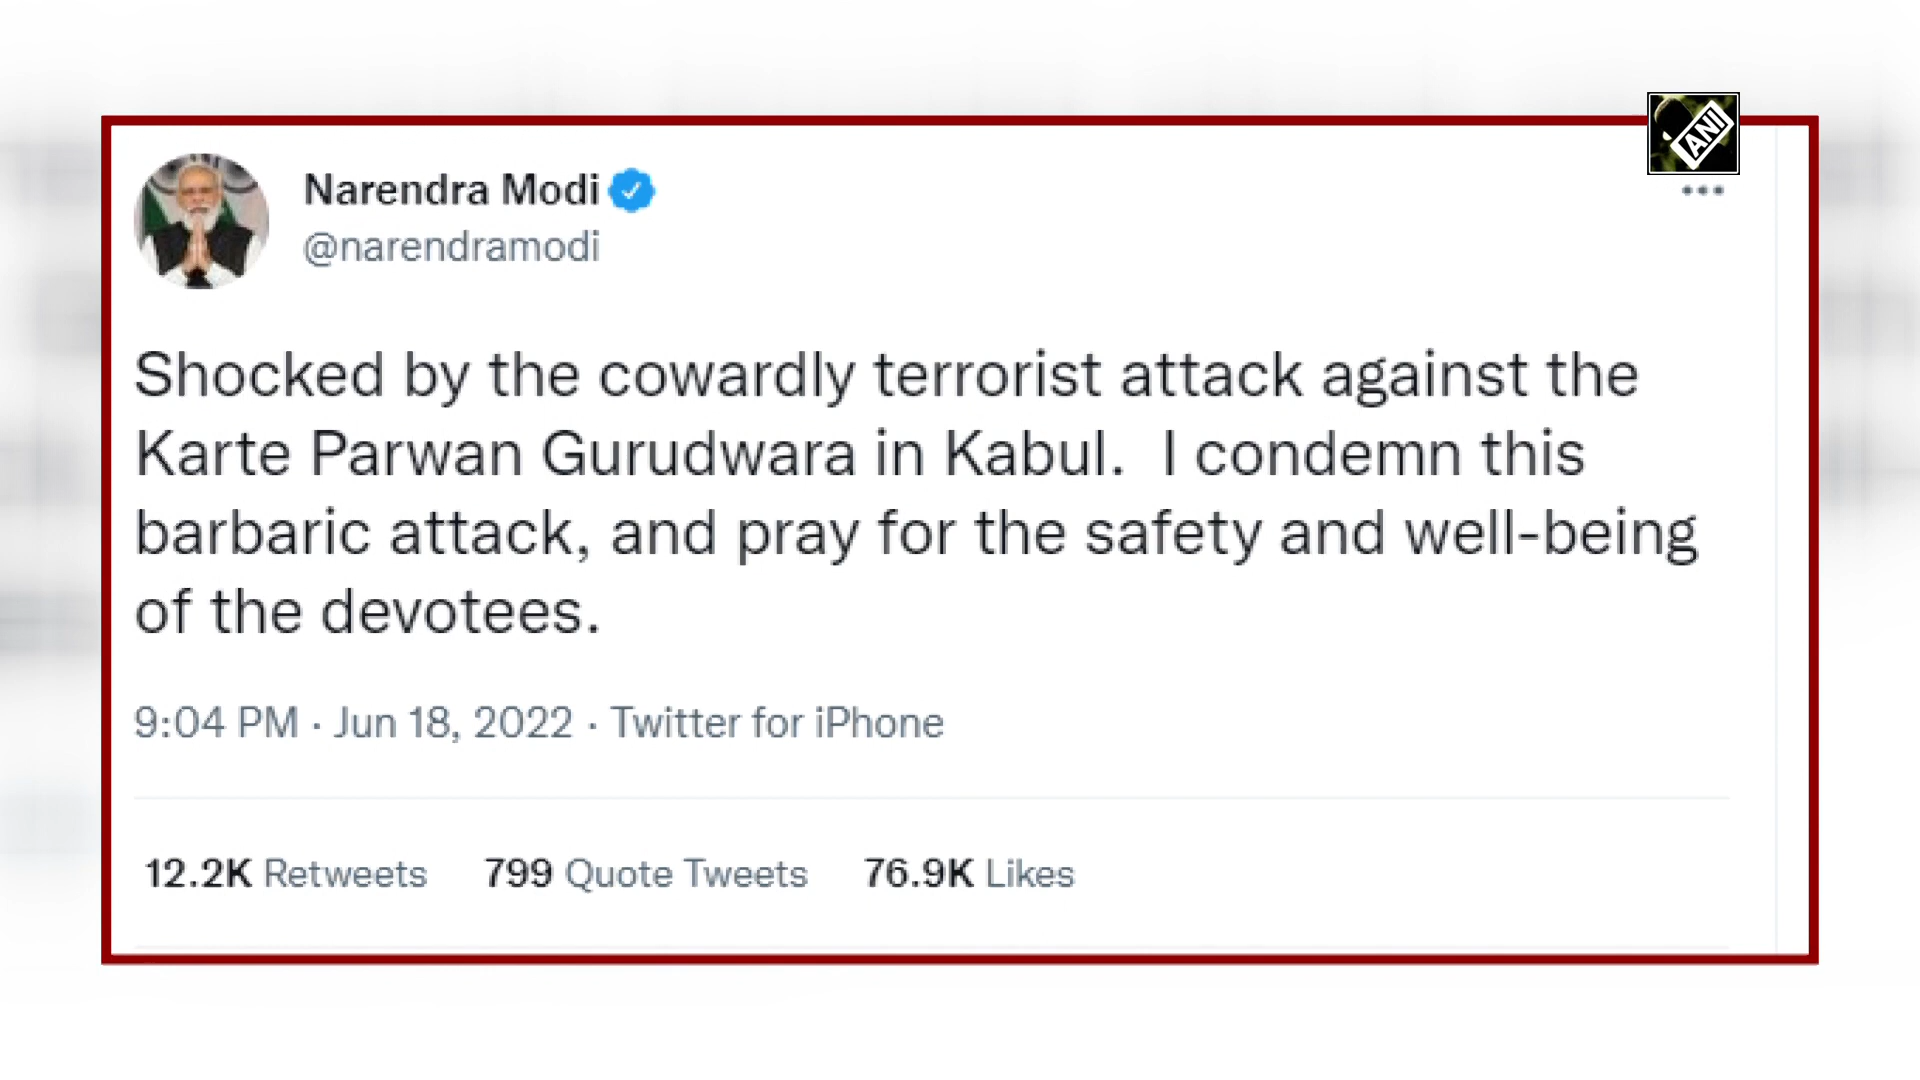 ANI
Narendra Modi
@narendramodi
Shocked by the cowardly terrorist attack against the
Karte Parwan Gurudwara in Kabul.  I condemn this
barbaric attack, and pray for the safety and well-being
of the devotees.
9:04 PM · Jun 18, 2022 · Twitter for iPhone
12.2K Retweets 799 Quote Tweets 76.9K Likes